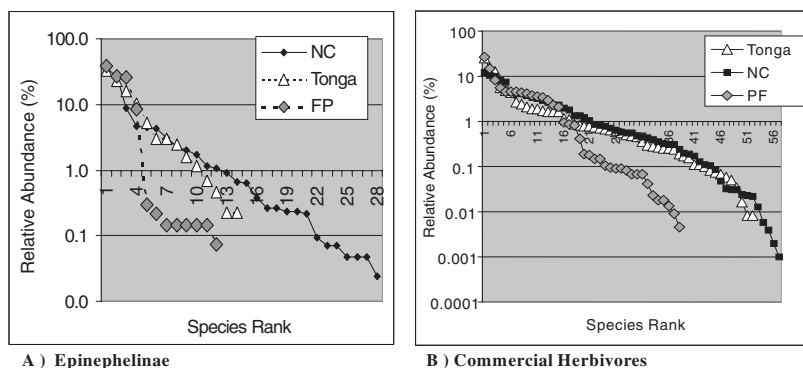 100.0
10.0
1.0
0.1
0.0
Relative Abundance (%)
1 4 7 10 13 16 19 22 25 28
Species Rank
NC
Tonga
FP
A ) Epinephelinae
100
10
1
0.1
0.01
0.001
0.0001
Relative Abundance (%)
1 6 11 16 21 26 31 36 41 46 51 56
Species Rank
Tonga
NC
PF
B ) Commercial Herbivores